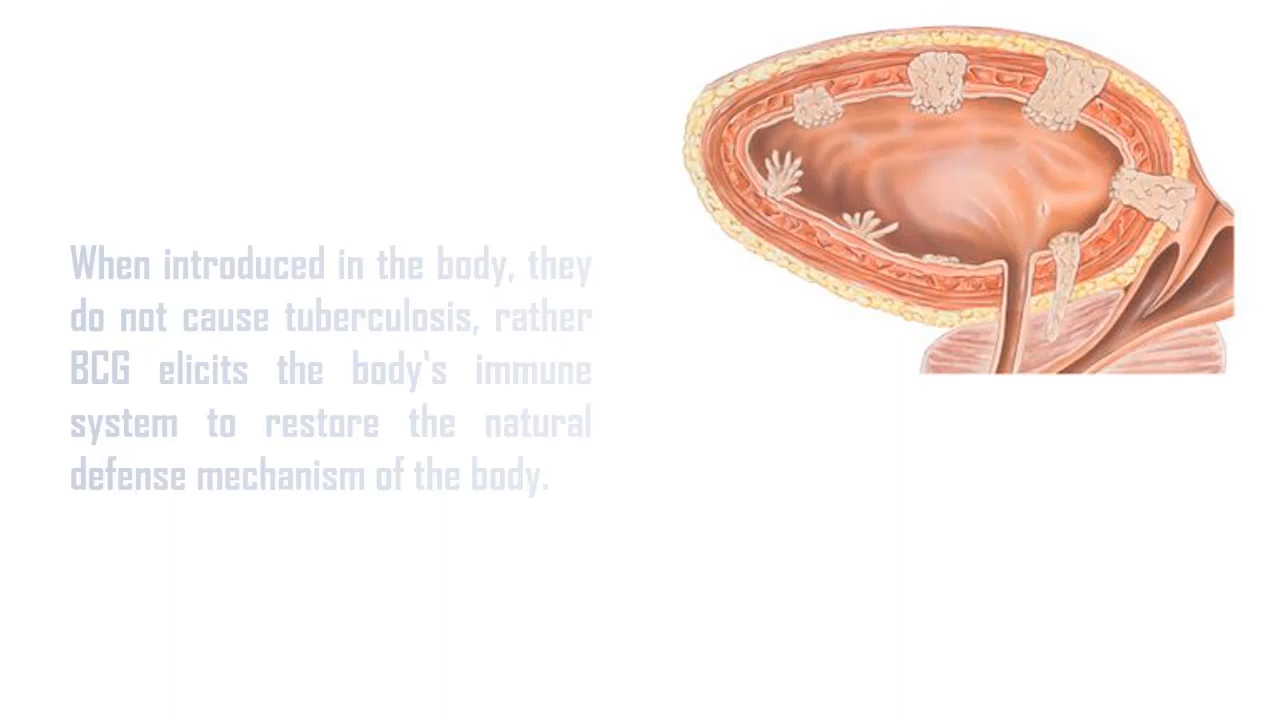 When introduced in the body, they
do not cause tuberculosis, rather
BCG elicits the body's immune
system to restore the natural
defense mechanism of the body.